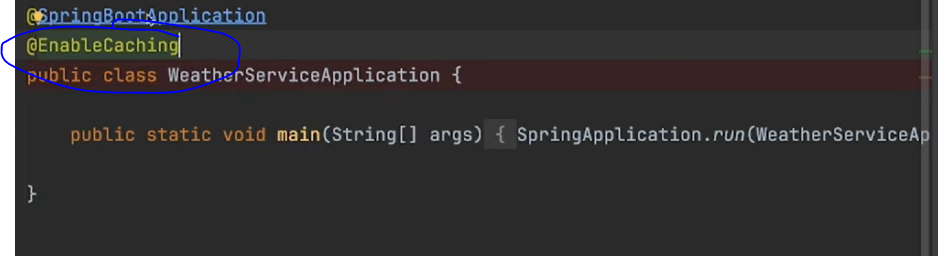 @SpringBootApplication
@EnableCaching
public class WeatherServiceApplication {
public static void main(String[] args) { SpringApplication.run(WeatherServiceAp
}